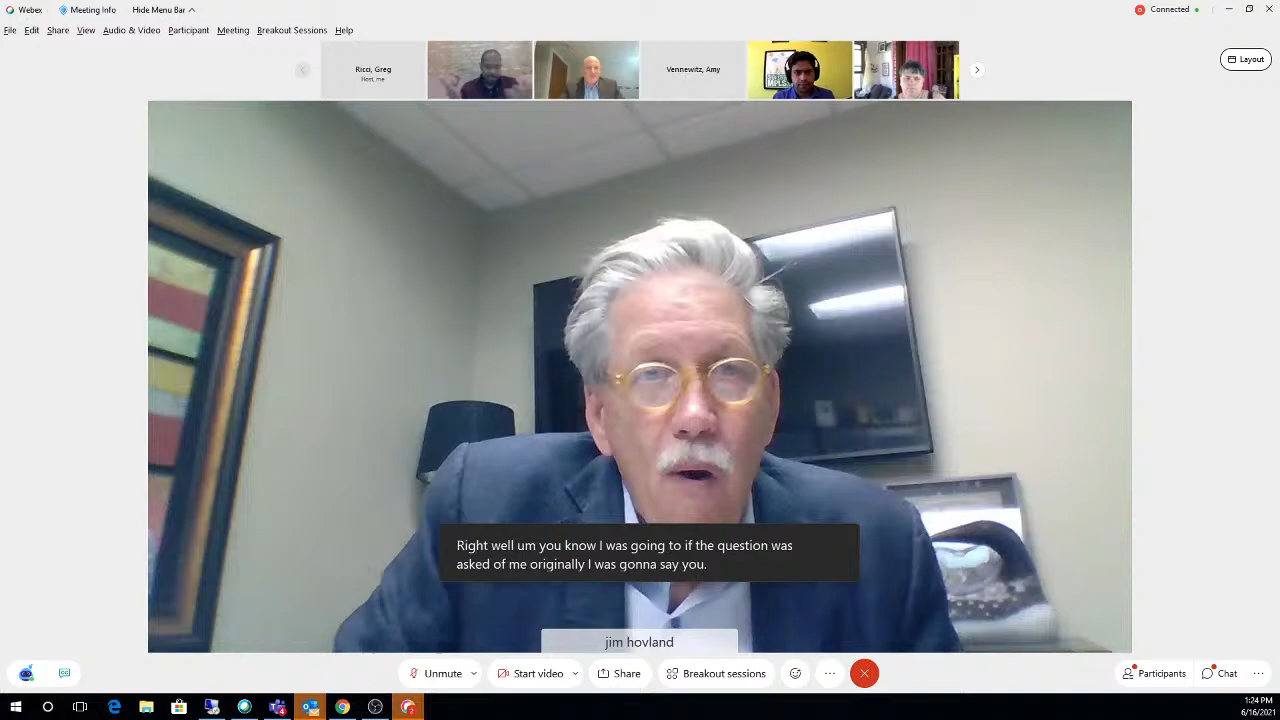 Webex
Meeting Info
Hide Menu Bar
Connected
File
Edit
Share
View
Audio & Video
Participant
Meeting
Breakout Sessions
Help
Ricci, Greg
Host, me
Vennewitz, Amy
Layout
Right well um you know I was going to if the question was
asked of me originally I was gonna say you.
jim hovland
Unmute
Start video
Share
Breakout sessions
Participants
Chat
1:24 PM
6/16/2021